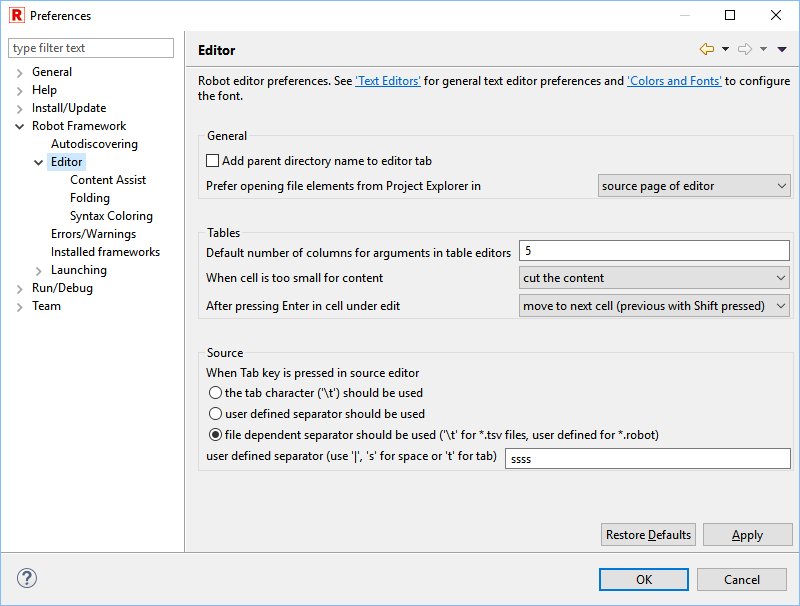 R Preferences
type filter text
General
Help
Install/Update
Robot Framework
Autodiscovering
Editor
Content Assist
Folding
Syntax Coloring
Errors/Warnings
Installed frameworks
Launching
Run/Debug
Team
Editor
Robot editor preferences. See 'Text Editors' for general text editor preferences and 'Colors and Fonts' to configure
the font.
General
Add parent directory name to editor tab
Prefer opening file elements from Project Explorer in source page of editor
Tables
Default number of columns for arguments in table editors 5
When cell is too small for content cut the content
After pressing Enter in cell under edit move to next cell (previous with Shift pressed)
Source
When Tab key is pressed in source editor
the tab character ('\t') should be used
user defined separator should be used
file dependent separator should be used ('\t' for *.tsv files, user defined for *.robot)
user defined separator (use '|', 's' for space or 't' for tab) ssss
Restore Defaults Apply
? OK Cancel